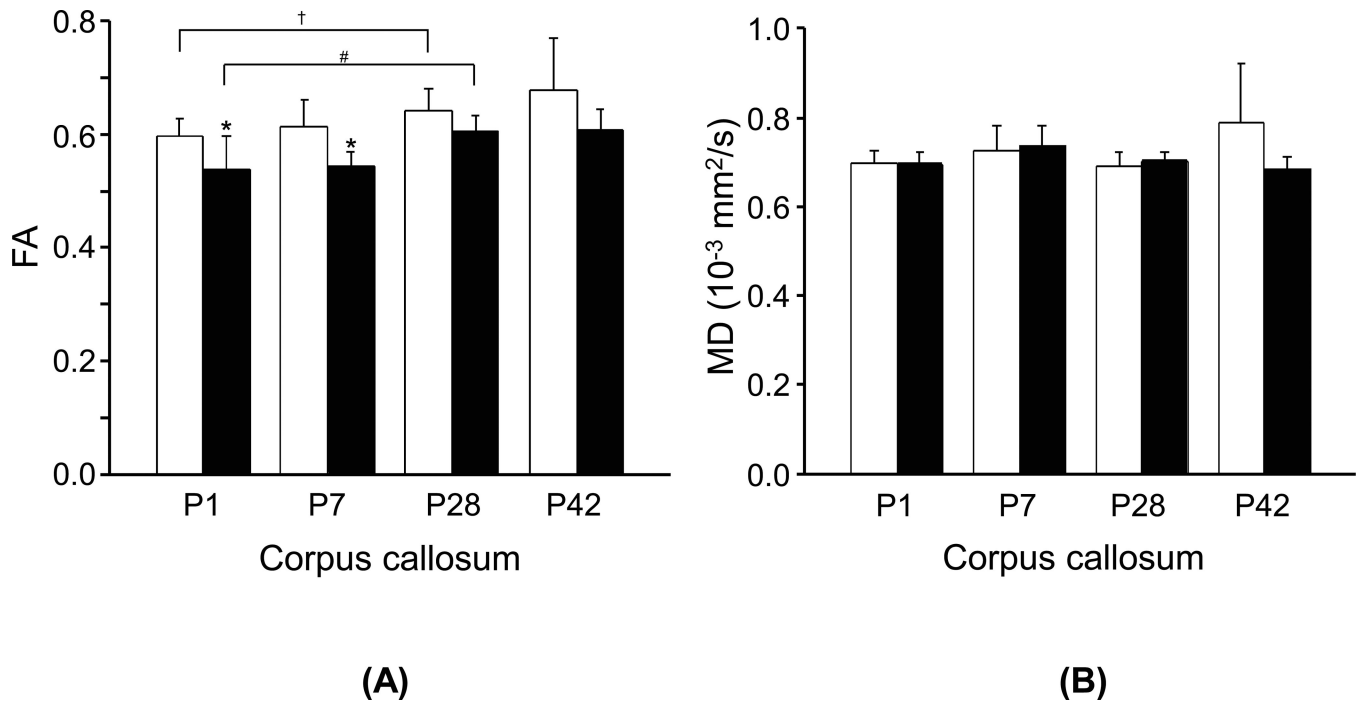 0.8
0.6
0.4
0.2
0.0
FA
†
#
*
*
P1 P7 P28 P42
Corpus callosum
(A)
1.0
0.8
0.6
0.4
0.2
0.0
MD (10⁻³ mm²/s)
P1 P7 P28 P42
Corpus callosum
(B)